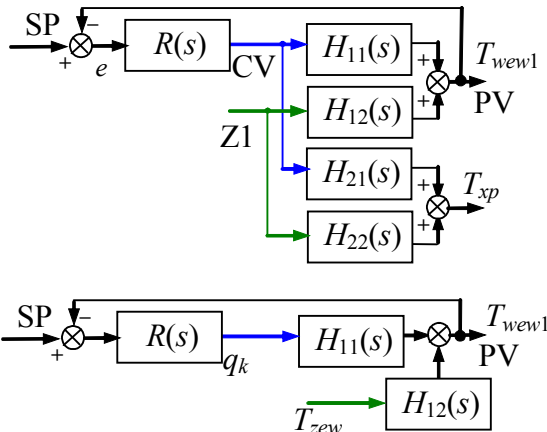 SP
−
+
e
R(s)
CV
H11(s)
+
+
Twew1
PV
Z1
H12(s)
H21(s)
+
+
Txp
H22(s)
SP
−
+
R(s)
qk
H11(s)
Twew1
PV
Tzew
H12(s)